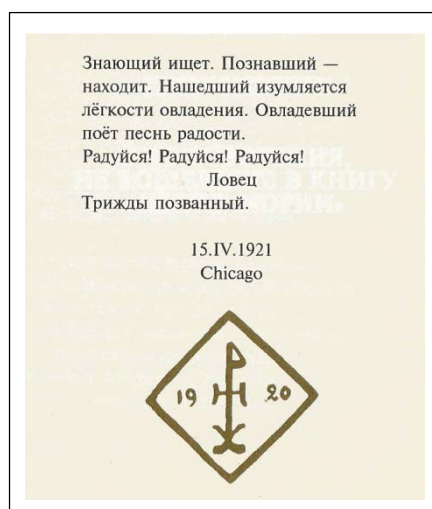 Знающий ищет. Познавший —
находит. Нашедший изумляется
лёгкости овладения. Овладевший
поёт песнь радости.
Радуйся! Радуйся! Радуйся!
Ловец
Трижды позванный.
15.IV.1921
Chicago
19 20